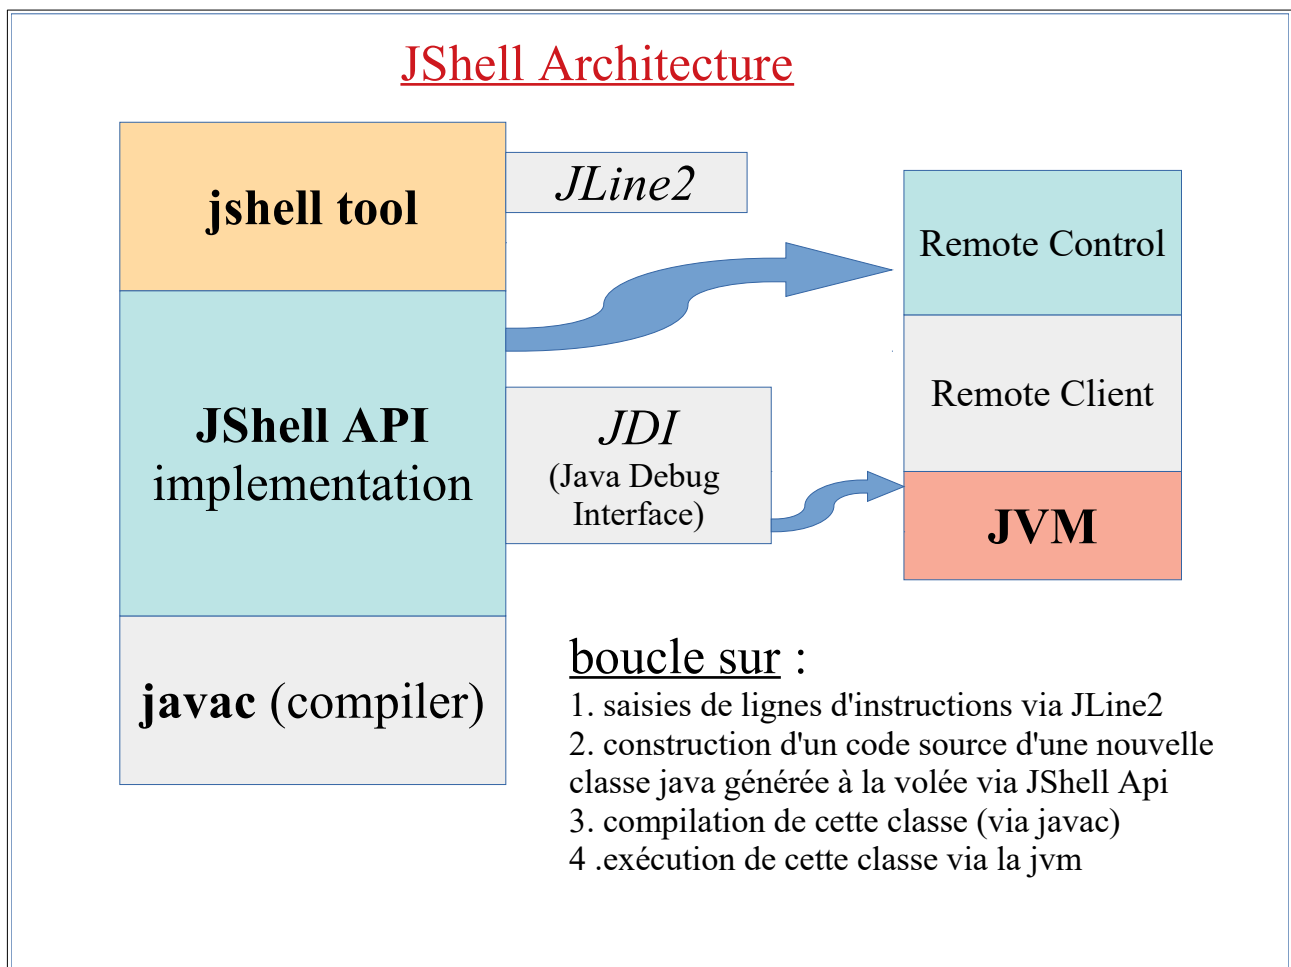 JShell Architecture
jshell tool
JLine2
Remote Control
JShell API
implementation
JDI
(Java Debug
Interface)
Remote Client
JVM
javac (compiler)
boucle sur :
1. saisies de lignes d'instructions via JLine2
2. construction d'un code source d'une nouvelle
classe java générée à la volée via JShell Api
3. compilation de cette classe (via javac)
4 .exécution de cette classe via la jvm